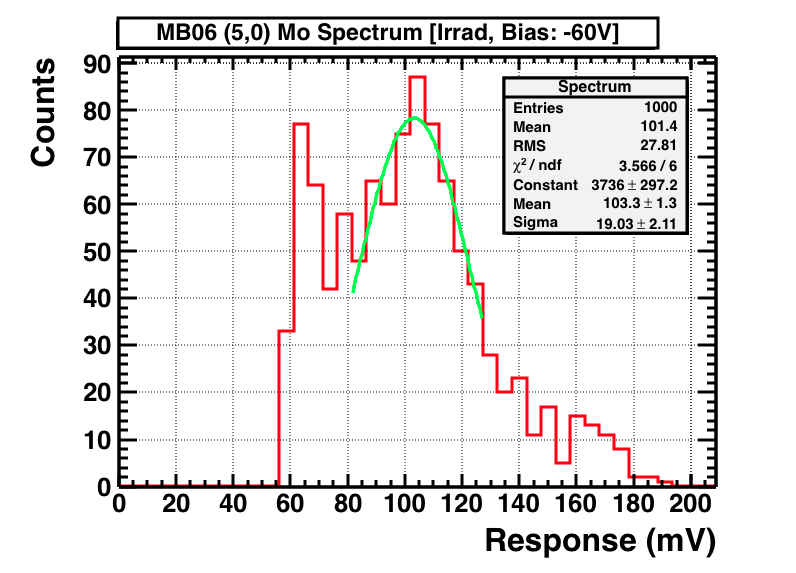 MB06 (5,0) Mo Spectrum [Irrad, Bias: -60V]
Counts
90
80
70
60
50
40
30
20
10
0
Spectrum
Entries 1000
Mean 101.4
RMS 27.81
χ² / ndf 3.566 / 6
Constant 3736 ± 297.2
Mean 103.3 ± 1.3
Sigma 19.03 ± 2.11
0 20 40 60 80 100 120 140 160 180 200
Response (mV)